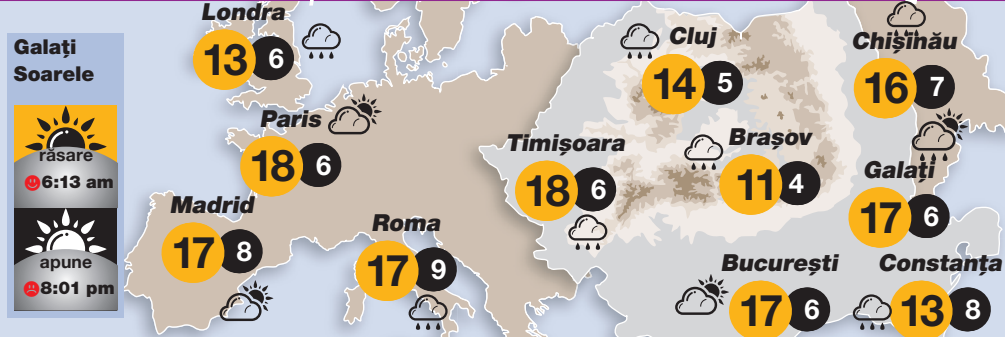 Galați
Soarele
răsare
6:13 am
apune
8:01 pm
Londra
13 6
Paris
18 6
Madrid
17 8
Roma
17 9
Cluj
14 5
Timișoara
18 6
Brașov
11 4
Chișinău
16 7
Galați
17 6
București
17 6
Constanța
13 8